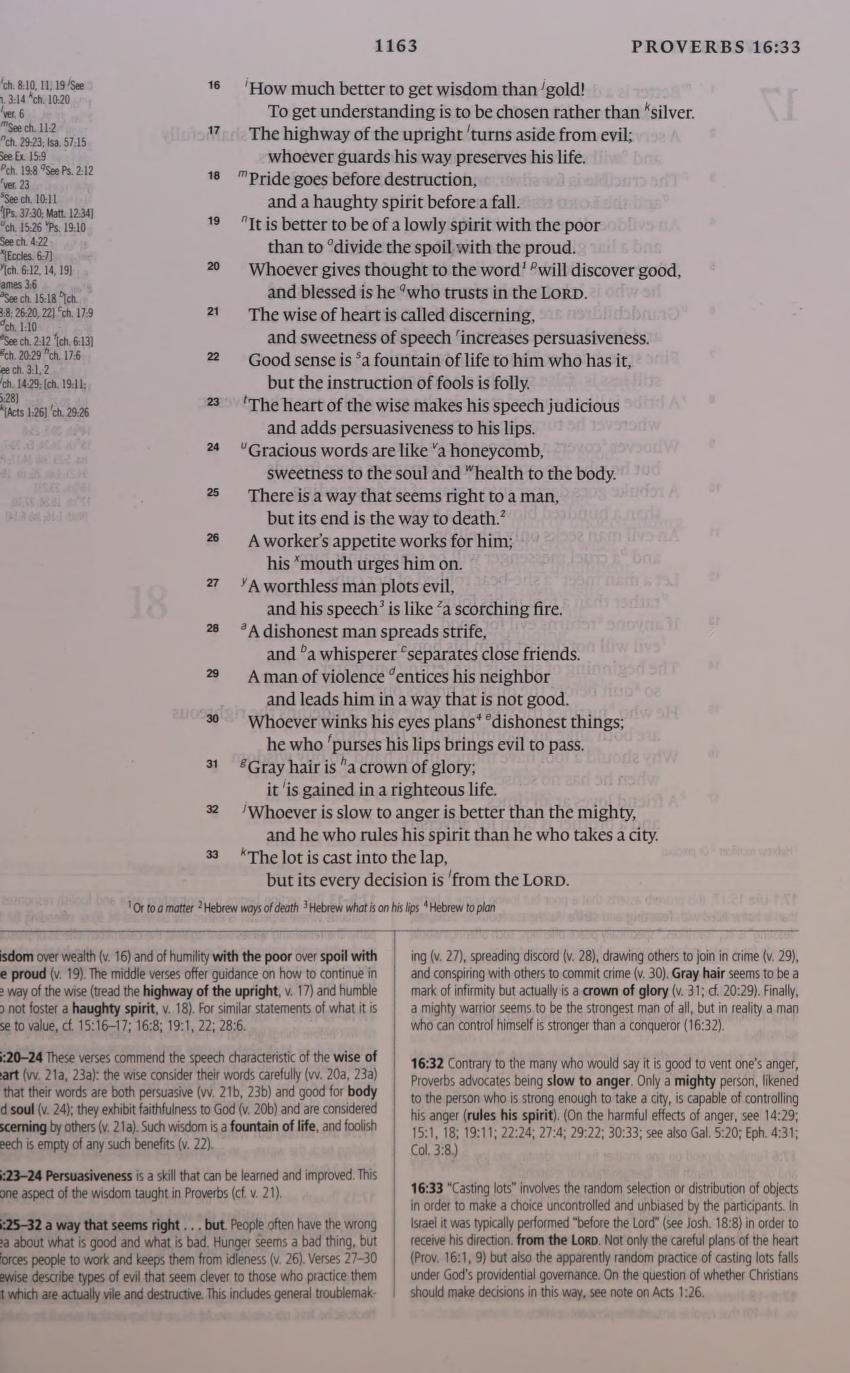 1163
PROVERBS 16:33
ch. 8:10, 11, 19 See
3:14 ch. 10:20
ver. 6
See ch. 11:2
ch. 29:23; Isa. 57:15
See Ex. 15:9
ch. 19:8 See Ps. 2:12
ver. 23
See ch. 10:11
[Ps. 37:30; Matt. 12:34]
ch. 15:26 Ps. 19:10
See ch. 4:22
[Eccles. 6:7]
[ch. 6:12, 14, 19]
ames 3:6
See ch. 15:18 [ch.
8:8; 26:20, 22] ch. 17:9
ch. 1:10
See ch. 2:12 [ch. 6:13]
ch. 20:29 ch. 17:6
ee ch. 3:1, 2
ch. 14:29; [ch. 19:11;
5:28]
[Acts 1:26] ch. 29:26
16 iHow much better to get wisdom than jgold!
To get understanding is to be chosen rather than ksilver.
17 The highway of the upright lturns aside from evil;
whoever guards his way preserves his life.
18 mPride goes before destruction,
and a haughty spirit before a fall.
19 nIt is better to be of a lowly spirit with the poor
than to odivide the spoil with the proud.
20 Whoever gives thought to the word1 pwill discover good,
and blessed is he qwho trusts in the LORD.
21 The wise of heart is called discerning,
and sweetness of speech rincreases persuasiveness.
22 Good sense is sa fountain of life to him who has it,
but the instruction of fools is folly.
23 tThe heart of the wise makes his speech judicious
and adds persuasiveness to his lips.
24 uGracious words are like va honeycomb,
sweetness to the soul and whealth to the body.
25 There is a way that seems right to a man,
but its end is the way to death.2
26 A worker's appetite works for him;
his xmouth urges him on.
27 yA worthless man plots evil,
and his speech3 is like za scorching fire.
28 aA dishonest man spreads strife,
and ba whisperer cseparates close friends.
29 A man of violence dentices his neighbor
and leads him in a way that is not good.
30 Whoever winks his eyes plans4 edishonest things;
he who fpurses his lips brings evil to pass.
31 gGray hair is ha crown of glory;
it iis gained in a righteous life.
32 jWhoever is slow to anger is better than the mighty,
and he who rules his spirit than he who takes a city.
33 kThe lot is cast into the lap,
but its every decision is lfrom the LORD.
1 Or to a matter 2 Hebrew ways of death 3 Hebrew what is on his lips 4 Hebrew to plan
isdom over wealth (v. 16) and of humility with the poor over spoil with
e proud (v. 19). The middle verses offer guidance on how to continue in
e way of the wise (tread the highway of the upright, v. 17) and humble
o not foster a haughty spirit, v. 18). For similar statements of what it is
se to value, cf. 15:16–17; 16:8; 19:1, 22; 28:6.
:20–24 These verses commend the speech characteristic of the wise of
art (vv. 21a, 23a): the wise consider their words carefully (vv. 20a, 23a)
that their words are both persuasive (vv. 21b, 23b) and good for body
d soul (v. 24); they exhibit faithfulness to God (v. 20b) and are considered
scerning by others (v. 21a). Such wisdom is a fountain of life, and foolish
eech is empty of any such benefits (v. 22).
:23–24 Persuasiveness is a skill that can be learned and improved. This
one aspect of the wisdom taught in Proverbs (cf. v. 21).
:25–32 a way that seems right . . . but. People often have the wrong
ea about what is good and what is bad. Hunger seems a bad thing, but
orces people to work and keeps them from idleness (v. 26). Verses 27–30
ewise describe types of evil that seem clever to those who practice them
t which are actually vile and destructive. This includes general troublemak-
ing (v. 27), spreading discord (v. 28), drawing others to join in crime (v. 29),
and conspiring with others to commit crime (v. 30). Gray hair seems to be a
mark of infirmity but actually is a crown of glory (v. 31; cf. 20:29). Finally,
a mighty warrior seems to be the strongest man of all, but in reality a man
who can control himself is stronger than a conqueror (16:32).
16:32 Contrary to the many who would say it is good to vent one's anger,
Proverbs advocates being slow to anger. Only a mighty person, likened
to the person who is strong enough to take a city, is capable of controlling
his anger (rules his spirit). (On the harmful effects of anger, see 14:29;
15:1, 18; 19:11; 22:24; 27:4; 29:22; 30:33; see also Gal. 5:20; Eph. 4:31;
Col. 3:8.)
16:33 "Casting lots" involves the random selection or distribution of objects
in order to make a choice uncontrolled and unbiased by the participants. In
Israel it was typically performed "before the Lord" (see Josh. 18:8) in order to
receive his direction. from the LORD. Not only the careful plans of the heart
(Prov. 16:1, 9) but also the apparently random practice of casting lots falls
under God's providential governance. On the question of whether Christians
should make decisions in this way, see note on Acts 1:26.